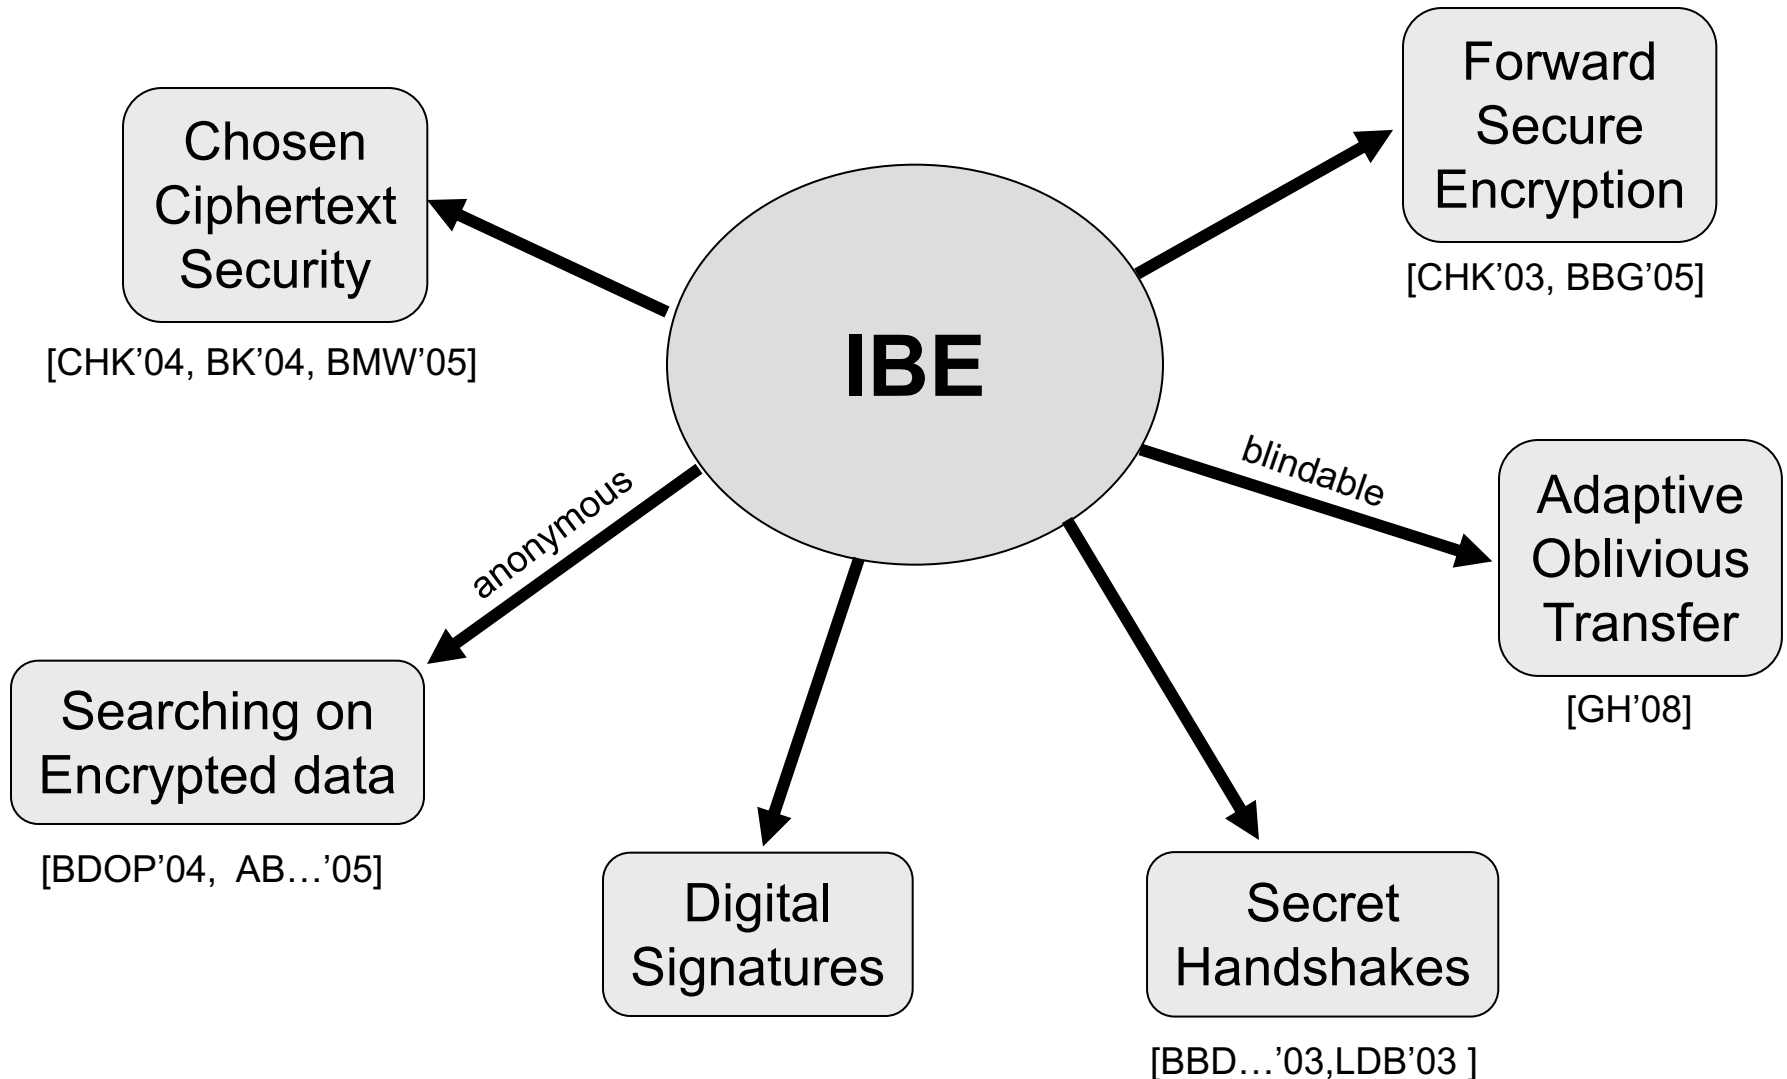 Forward
Secure
Encryption
[CHK’03, BBG’05]
Chosen
Ciphertext
Security
[CHK’04, BK’04, BMW’05]
IBE
blindable
Adaptive
Oblivious
Transfer
[GH’08]
anonymous
Searching on
Encrypted data
[BDOP’04,  AB…’05]
Digital
Signatures
Secret
Handshakes
[BBD…’03,LDB’03 ]